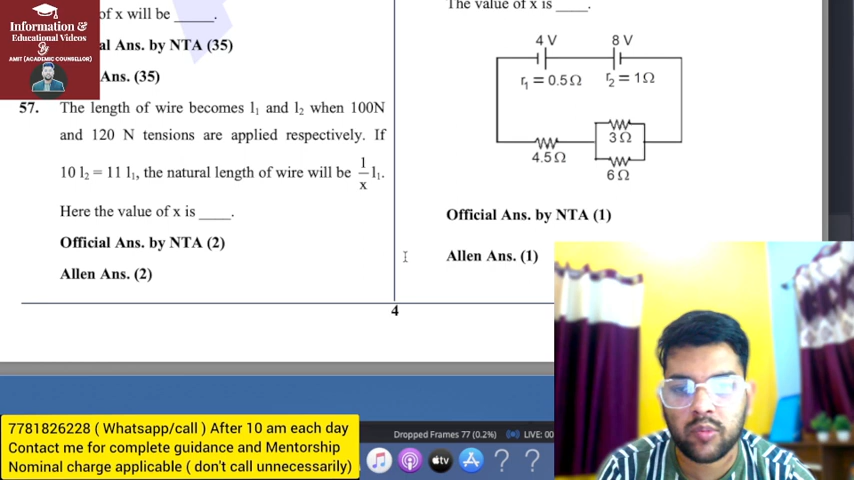 Information &
Educational Videos
By
AMIT (ACADEMIC COUNSELLOR)
of x will be _____.
al Ans. by NTA (35)
Ans. (35)
57. The length of wire becomes l₁ and l₂ when 100N
and 120 N tensions are applied respectively. If
10 l₂ = 11 l₁, the natural length of wire will be 1/x l₁.
Here the value of x is ____.
Official Ans. by NTA (2)
Allen Ans. (2)
The value of x is ____.
4 V 8 V
r₁ = 0.5Ω r₂ = 1Ω
3 Ω
4.5Ω
6Ω
Official Ans. by NTA (1)
Allen Ans. (1)
4
7781826228 ( Whatsapp/call ) After 10 am each day
Contact me for complete guidance and Mentorship
Nominal charge applicable ( don't call unnecessarily)
Dropped Frames 77 (0.2%) LIVE: 00
tv
? ?